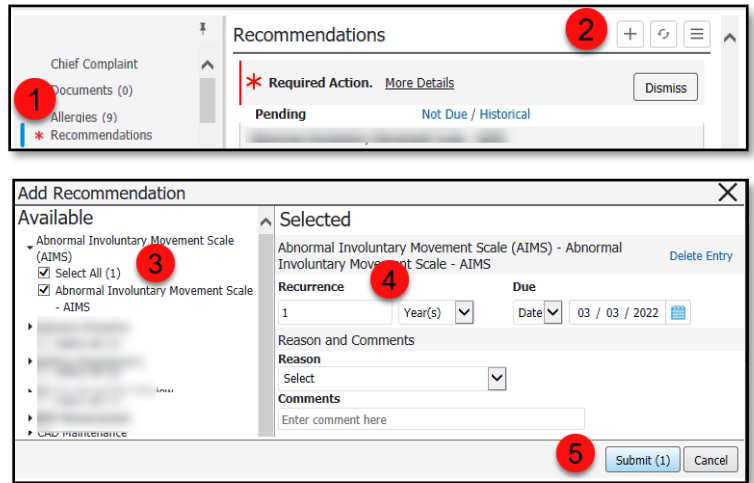 Recommendations
2
Chief Complaint
Documents (0)
1
Allergies (9)
* Recommendations
* Required Action. More Details
Dismiss
Pending Not Due / Historical
Add Recommendation
Available
Abnormal Involuntary Movement Scale
(AIMS)
Select All (1)
3
Abnormal Involuntary Movement Scale
- AIMS
CAD Maintenance
Selected
Abnormal Involuntary Movement Scale (AIMS) - Abnormal
Involuntary Movement Scale - AIMS
Delete Entry
4
Recurrence Due
1 Year(s) Date 03 / 03 / 2022
Reason and Comments
Reason
Select
Comments
Enter comment here
5
Submit (1) Cancel